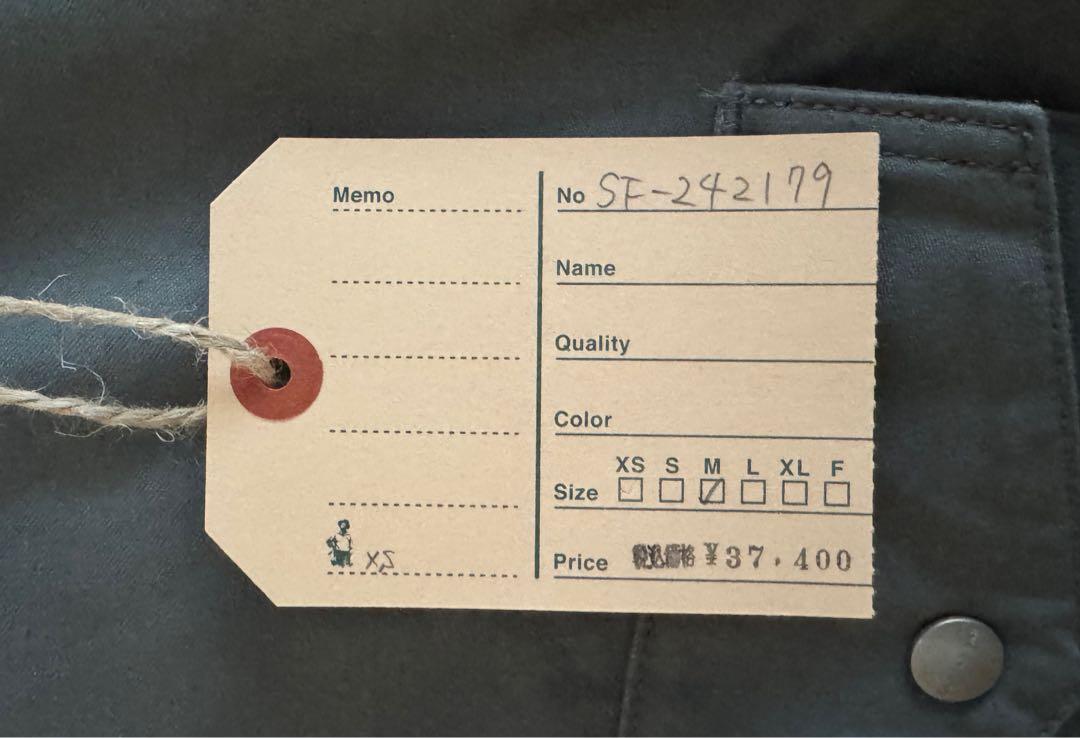 Memo
XS
No SF-242179
Name
Quality
Color
XS S M L XL F
Size
Price ¥37,400